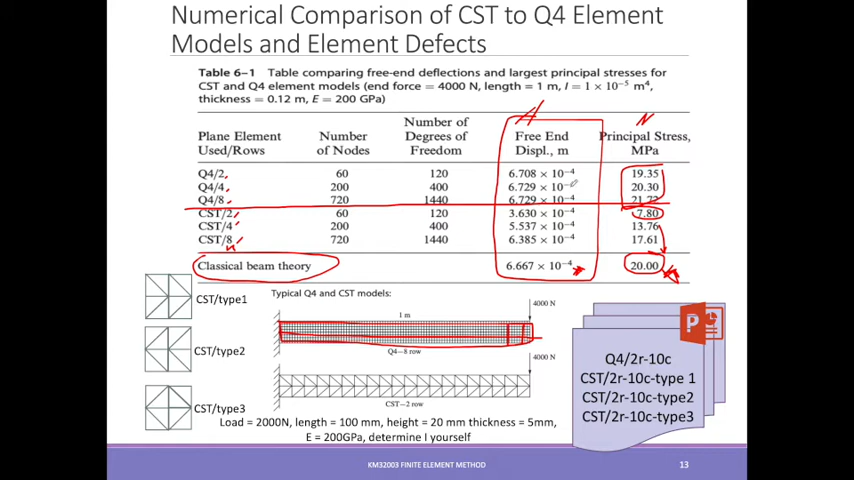 Numerical Comparison of CST to Q4 Element
Models and Element Defects
Table 6–1 Table comparing free-end deflections and largest principal stresses for
CST and Q4 element models (end force = 4000 N, length = 1 m, I = 1 × 10⁻⁵ m⁴,
thickness = 0.12 m, E = 200 GPa)
Number of
Plane Element Number Degrees of Free End Principal Stress,
Used/Rows of Nodes Freedom Displ., m MPa
Q4/2 60 120 6.708 × 10⁻⁴ 19.35
Q4/4 200 400 6.729 × 10⁻⁴ 20.30
Q4/8 720 1440 6.729 × 10⁻⁴ 21.72
CST/2 60 120 3.630 × 10⁻⁴ 7.80
CST/4 200 400 5.537 × 10⁻⁴ 13.76
CST/8 720 1440 6.385 × 10⁻⁴ 17.61
Classical beam theory 6.667 × 10⁻⁴ 20.00
Typical Q4 and CST models:
CST/type1
4000 N
1 m
Q4–8 row
CST/type2
4000 N
CST–2 row
CST/type3
Load = 2000N, length = 100 mm, height = 20 mm thickness = 5mm,
E = 200GPa, determine I yourself
P
Q4/2r-10c
CST/2r-10c-type 1
CST/2r-10c-type2
CST/2r-10c-type3
KM32003 FINITE ELEMENT METHOD
13